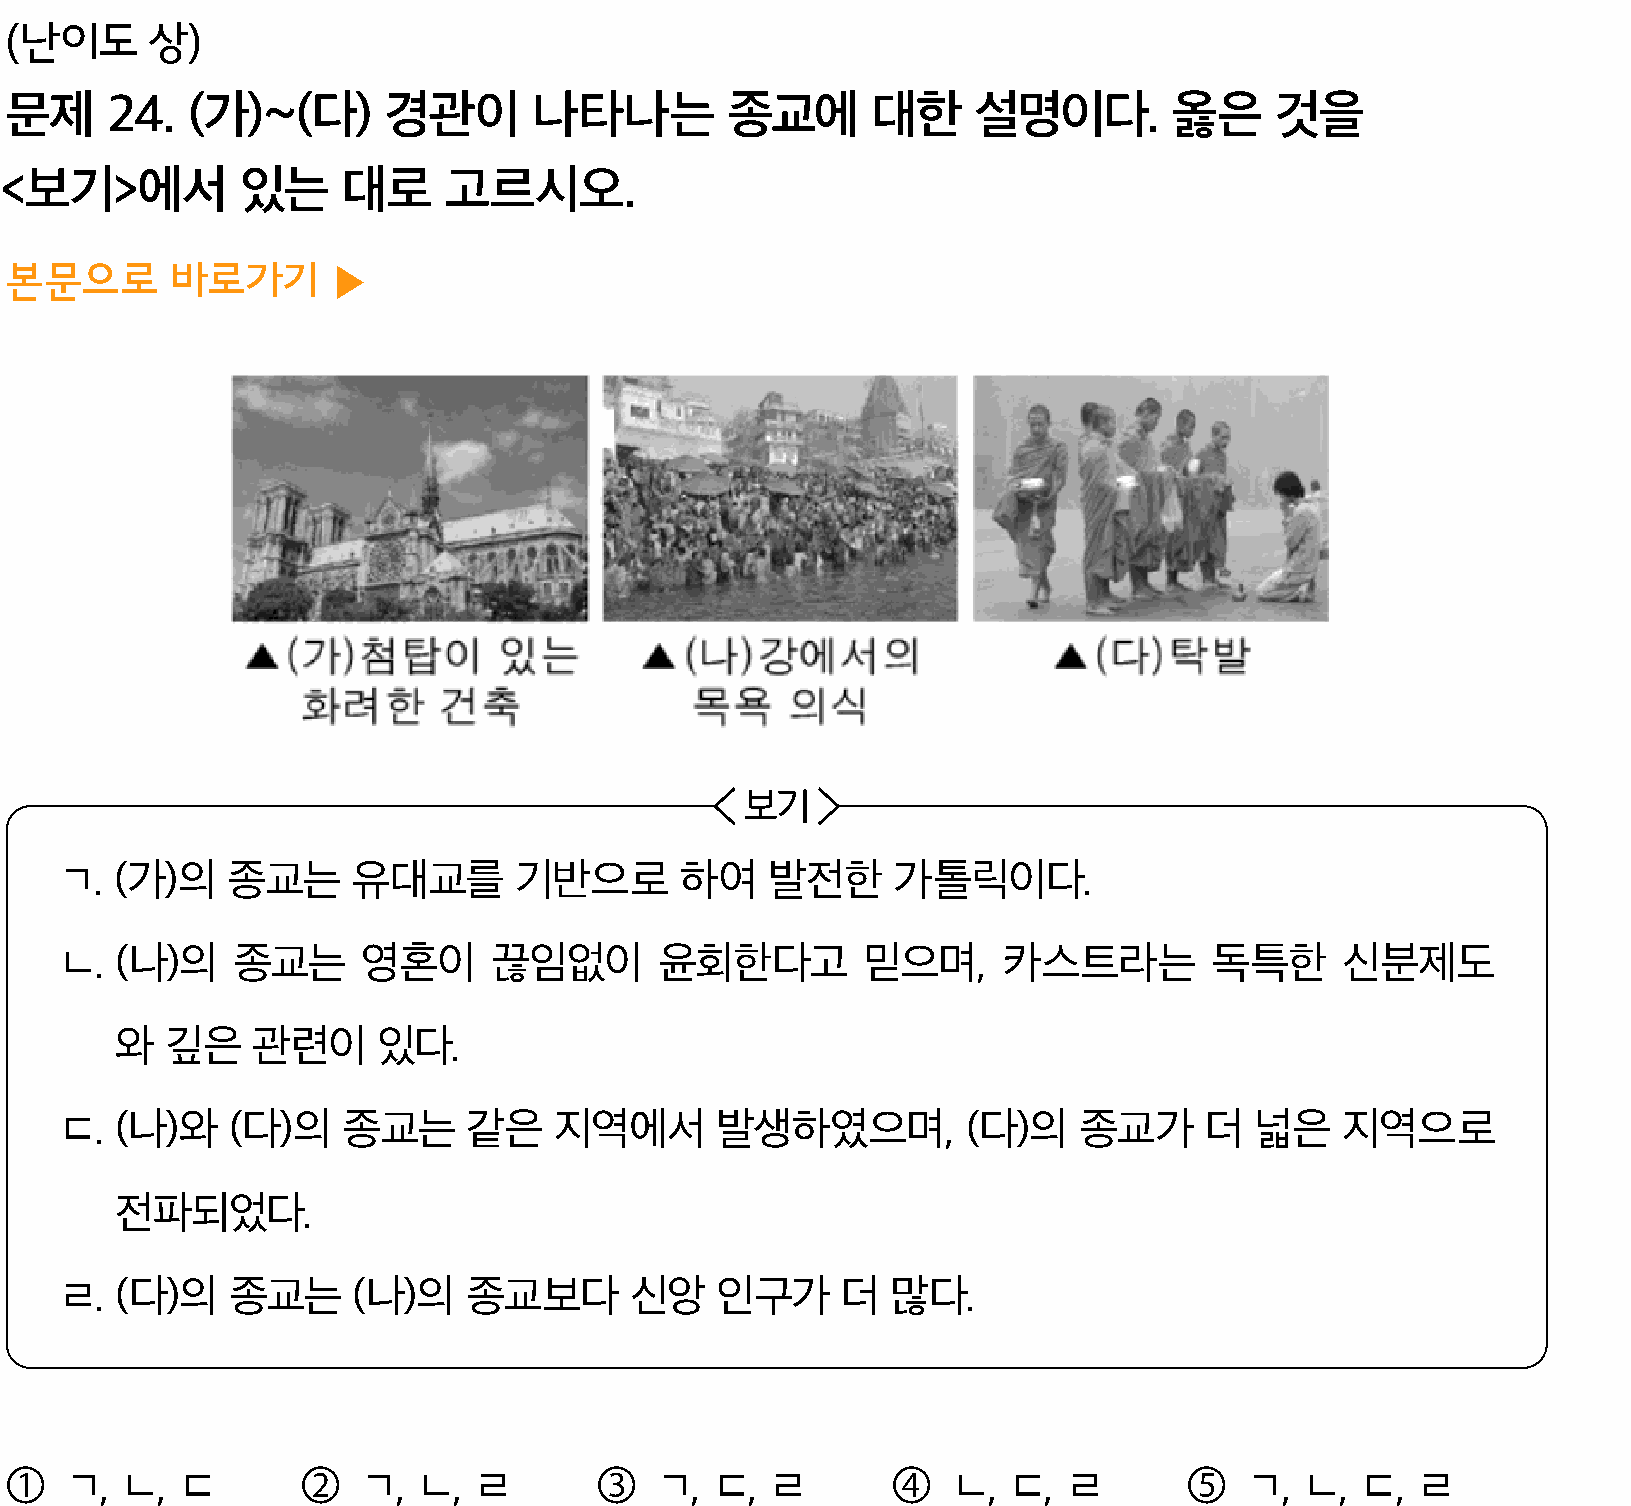 (난이도 상)
문제 24. (가)~(다) 경관이 나타나는 종교에 대한 설명이다. 옳은 것을
<보기>에서 있는 대로 고르시오.
본문으로 바로가기 ▶
▲(가)첨탑이 있는
화려한 건축
▲(나)강에서의
목욕 의식
▲(다)탁발
<보기>
ㄱ. (가)의 종교는 유대교를 기반으로 하여 발전한 가톨릭이다.
ㄴ. (나)의 종교는 영혼이 끊임없이 윤회한다고 믿으며, 카스트라는 독특한 신분제도
와 깊은 관련이 있다.
ㄷ. (나)와 (다)의 종교는 같은 지역에서 발생하였으며, (다)의 종교가 더 넓은 지역으로
전파되었다.
ㄹ. (다)의 종교는 (나)의 종교보다 신앙 인구가 더 많다.
① ㄱ, ㄴ, ㄷ ② ㄱ, ㄴ, ㄹ ③ ㄱ, ㄷ, ㄹ ④ ㄴ, ㄷ, ㄹ ⑤ ㄱ, ㄴ, ㄷ, ㄹ